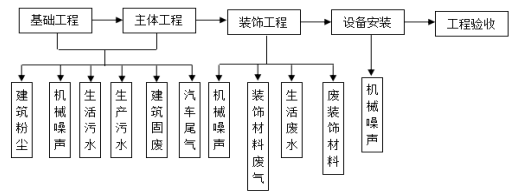 基础工程
主体工程
装饰工程
设备安装
工程验收
建筑粉尘
机械噪声
生活污水
生产污水
建筑固废
汽车尾气
机械噪声
装饰材料废气
生活废水
废装饰材料
机械噪声